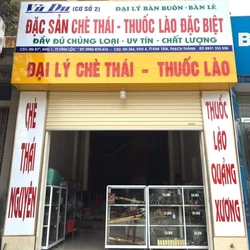 Vũ Du (CƠ SỞ 2) ĐẠI LÝ BÁN BUÔN - BÁN LẺ
ĐẶC SẢN CHÈ THÁI - THUỐC LÀO ĐẶC BIỆT
ĐẦY ĐỦ CHỦNG LOẠI - UY TÍN - CHẤT LƯỢNG
ĐẠI LÝ CHÈ THÁI - THUỐC LÀO
CHÈ
THÁI
NGUYÊN
THUỐC
LÀO
QUẢNG
XƯƠNG